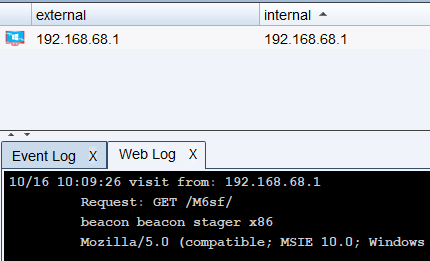 external internal
192.168.68.1 192.168.68.1
Event Log X Web Log X
10/16 10:09:26 visit from: 192.168.68.1
Request: GET /M6sf/
beacon beacon stager x86
Mozilla/5.0 (compatible; MSIE 10.0; Windows